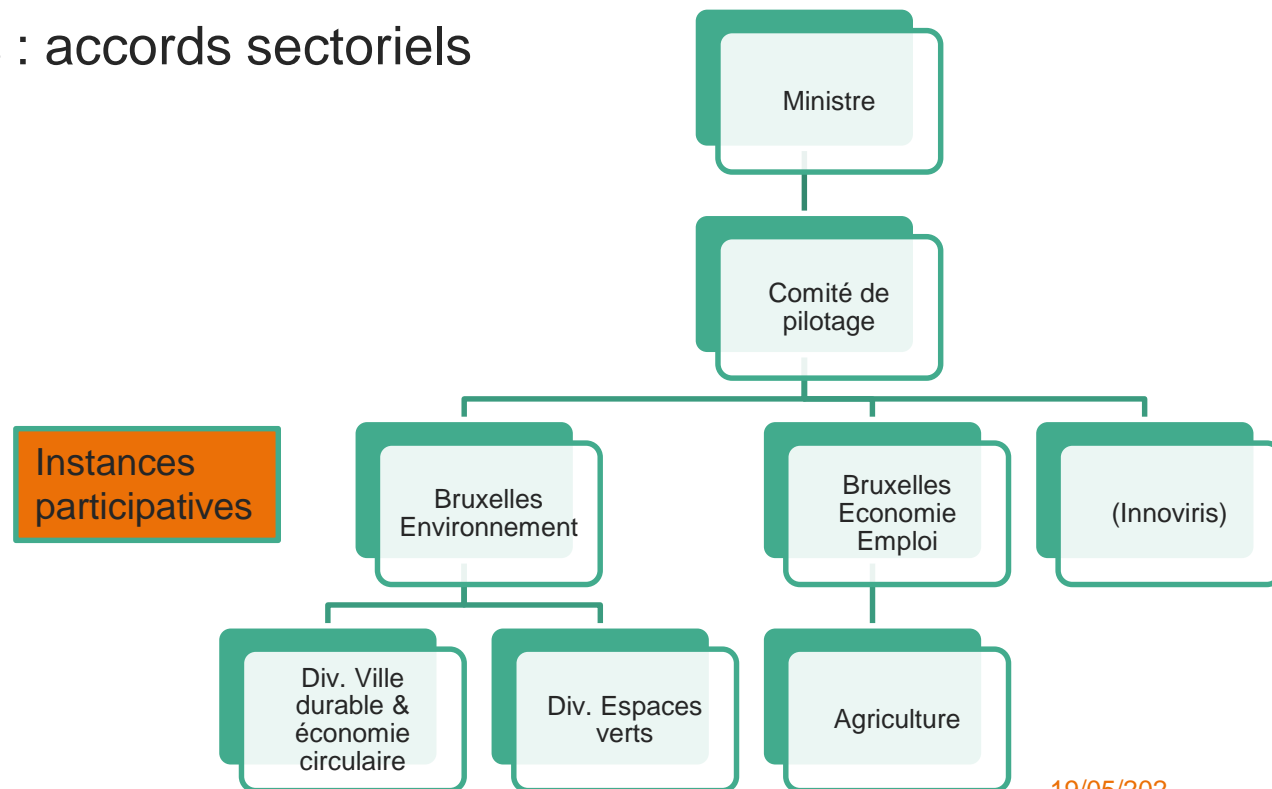 : accords sectoriels
Ministre
Comité de
pilotage
Instances
participatives
Bruxelles
Environnement
Bruxelles
Economie
Emploi
(Innoviris)
Div. Ville
durable &
économie
circulaire
Div. Espaces
verts
Agriculture